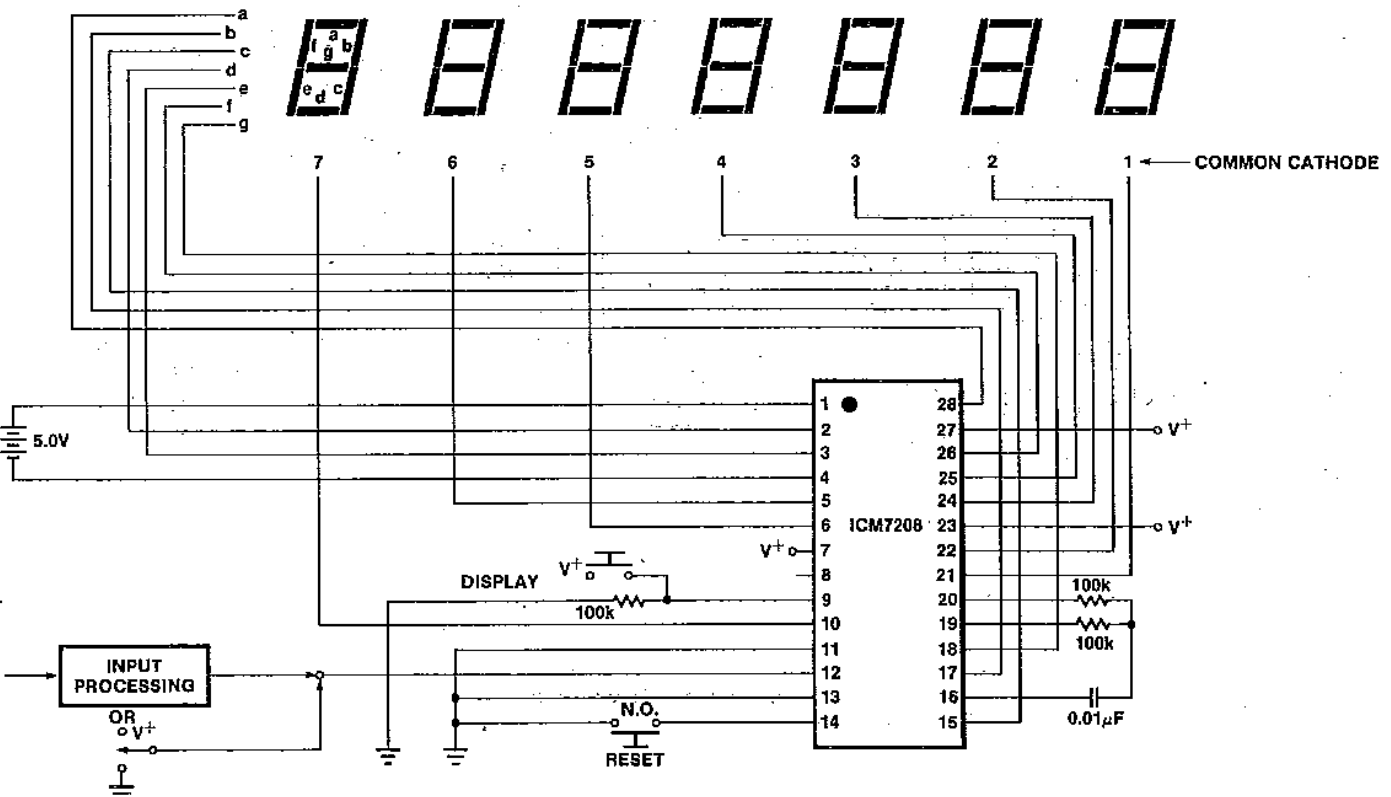 a
b
c
d
e
f
g
a
f b
g
e c
d
7 6 5 4 3 2 1 COMMON CATHODE
5.0V
1 28
2 27 V+
3 26
4 25
5 24
6 ICM7208 23 V+
V+ 7 22
V+ 8 21
DISPLAY
100k
9 20
100k
10 19
100k
11 18
INPUT PROCESSING
12 17
13 16
0.01µF
N.O.
14 15
RESET
OR
V+